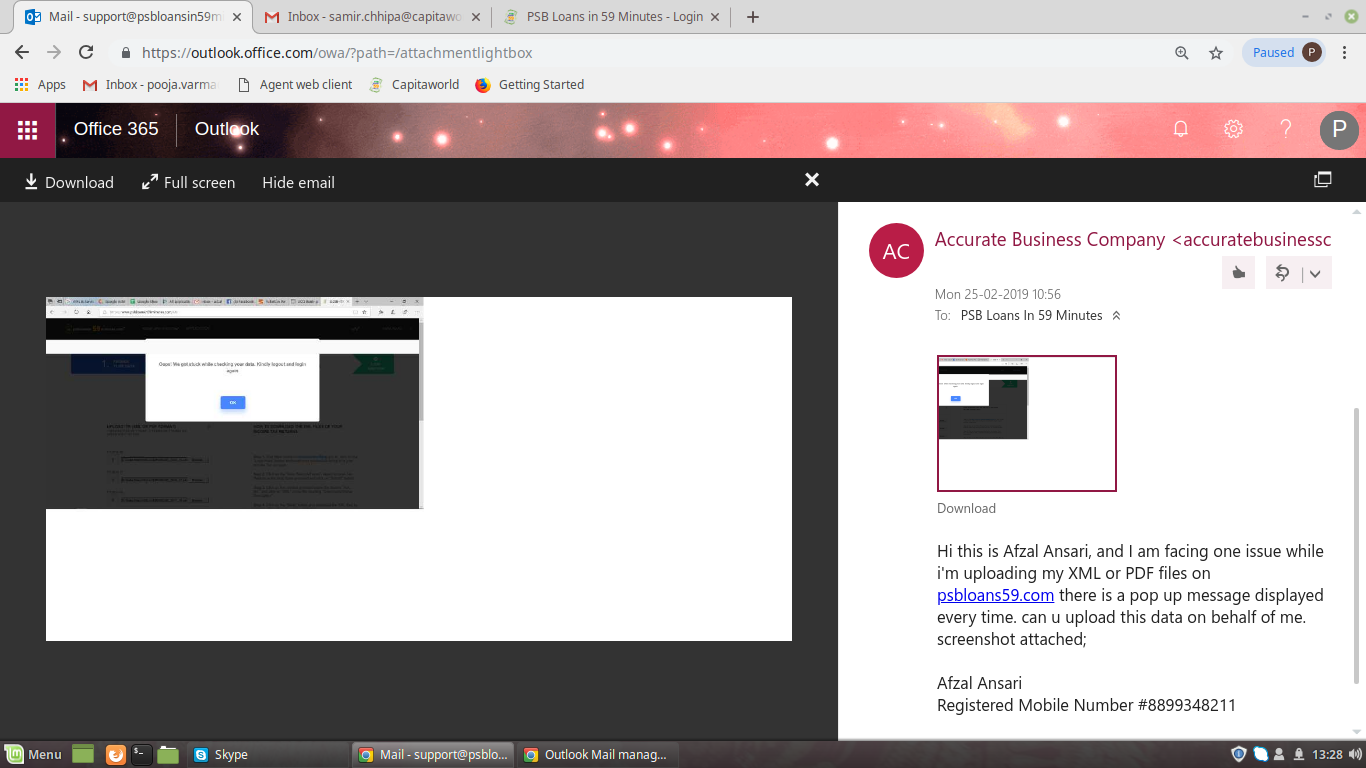 Mail - support@psbloansin59m
Inbox - samir.chhipa@capitawo
PSB Loans in 59 Minutes - Login
https://outlook.office.com/owa/?path=/attachmentlightbox
Paused
P
Apps
Inbox - pooja.varma
Agent web client
Capitaworld
Getting Started
Office 365
Outlook
P
Download
Full screen
Hide email
AC
Accurate Business Company <accuratebusinessc
Mon 25-02-2019 10:56
To: PSB Loans In 59 Minutes
Oops! We got stuck while checking your data. Kindly logout and login
again
OK
Download
Hi this is Afzal Ansari, and I am facing one issue while
i'm uploading my XML or PDF files on
psbloans59.com there is a pop up message displayed
every time. can u upload this data on behalf of me.
screenshot attached;
Afzal Ansari
Registered Mobile Number #8899348211
Menu
Skype
Mail - support@psblo...
Outlook Mail manag...
13:28